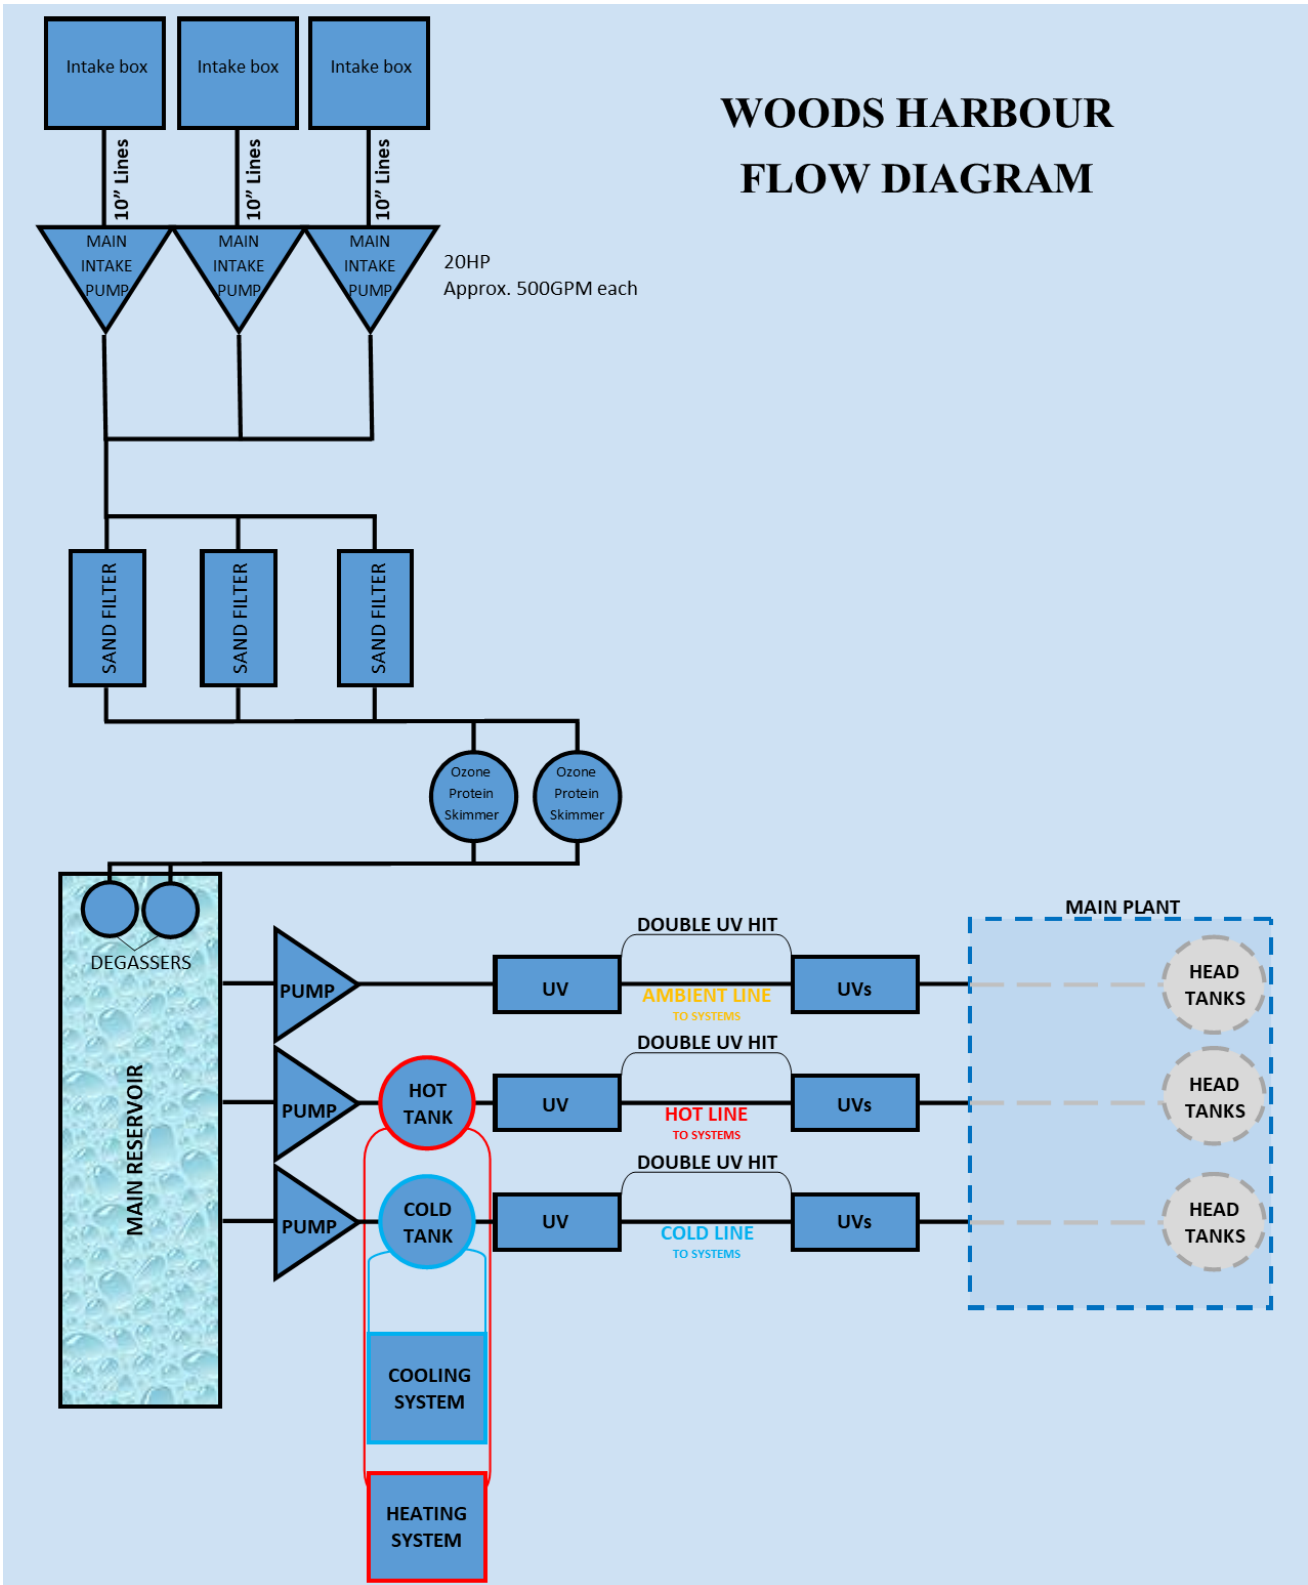 WOODS HARBOUR
FLOW DIAGRAM
Intake box
Intake box
Intake box
10” Lines
10” Lines
10” Lines
MAIN
INTAKE
PUMP
MAIN
INTAKE
PUMP
MAIN
INTAKE
PUMP
20HP
Approx. 500GPM each
SAND FILTER
SAND FILTER
SAND FILTER
Ozone
Protein
Skimmer
Ozone
Protein
Skimmer
DEGASSERS
MAIN RESERVOIR
MAIN PLANT
PUMP
UV
DOUBLE UV HIT
AMBIENT LINE
TO SYSTEMS
UVs
HEAD
TANKS
PUMP
HOT
TANK
UV
DOUBLE UV HIT
HOT LINE
TO SYSTEMS
UVs
HEAD
TANKS
PUMP
COLD
TANK
UV
DOUBLE UV HIT
COLD LINE
TO SYSTEMS
UVs
HEAD
TANKS
COOLING
SYSTEM
HEATING
SYSTEM